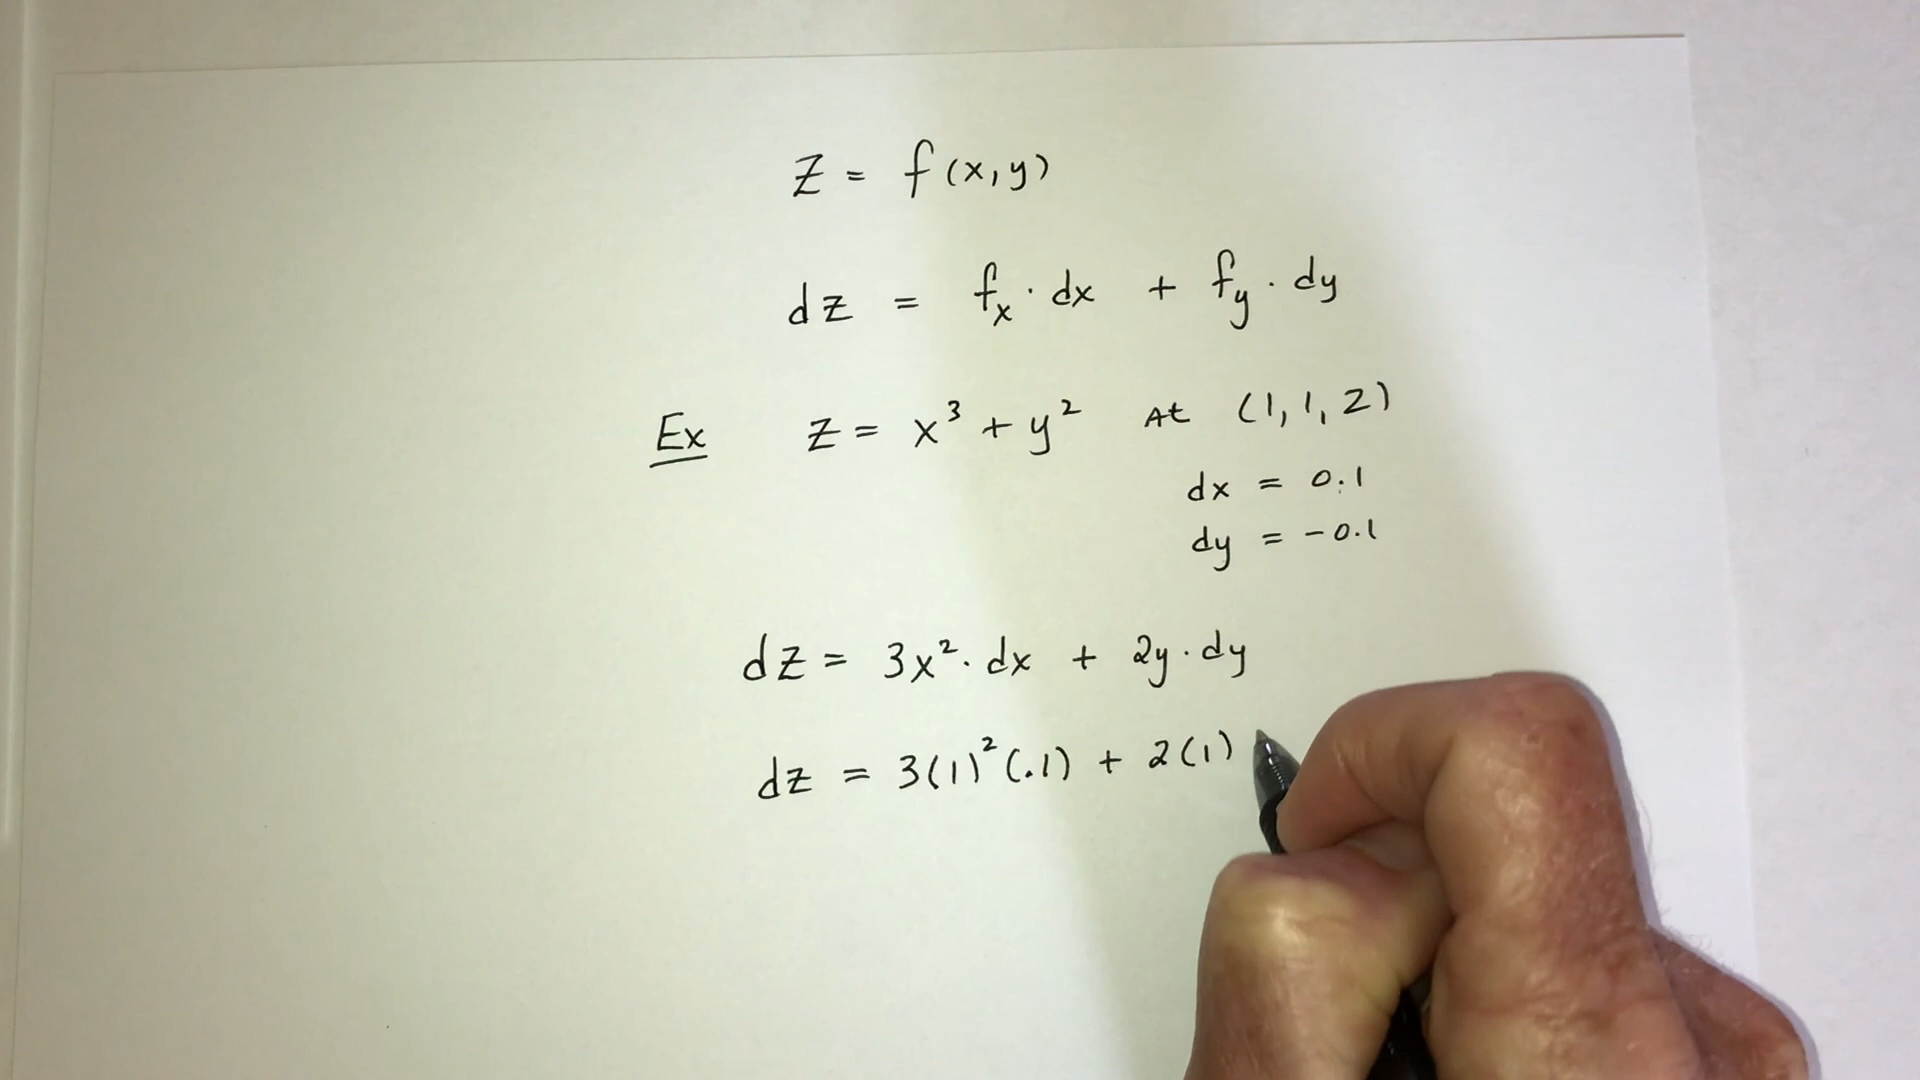 z = f(x,y)
dz = fₓ · dx + f_y · dy
Ex z = x³ + y² At (1, 1, 2)
dx = 0.1
dy = -0.1
dz = 3x² · dx + 2y · dy
dz = 3(1)²(.1) + 2(1)